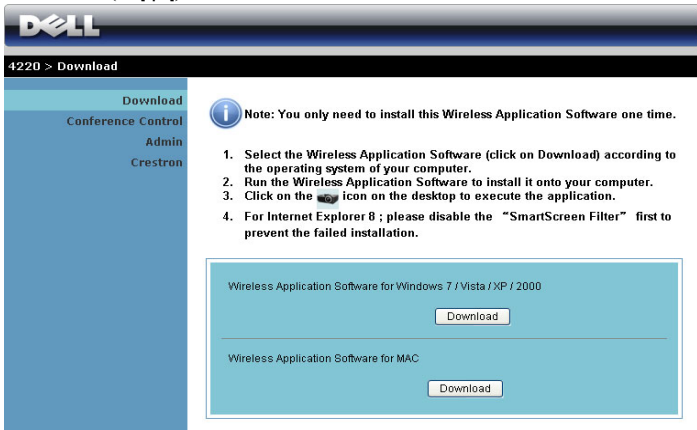 DELL
4220 > Download
Download
Conference Control
Admin
Crestron
Note: You only need to install this Wireless Application Software one time.
1. Select the Wireless Application Software (click on Download) according to
the operating system of your computer.
2. Run the Wireless Application Software to install it onto your computer.
3. Click on the icon on the desktop to execute the application.
4. For Internet Explorer 8 ; please disable the “SmartScreen Filter” first to
prevent the failed installation.
Wireless Application Software for Windows 7 / Vista / XP / 2000
Download
Wireless Application Software for MAC
Download